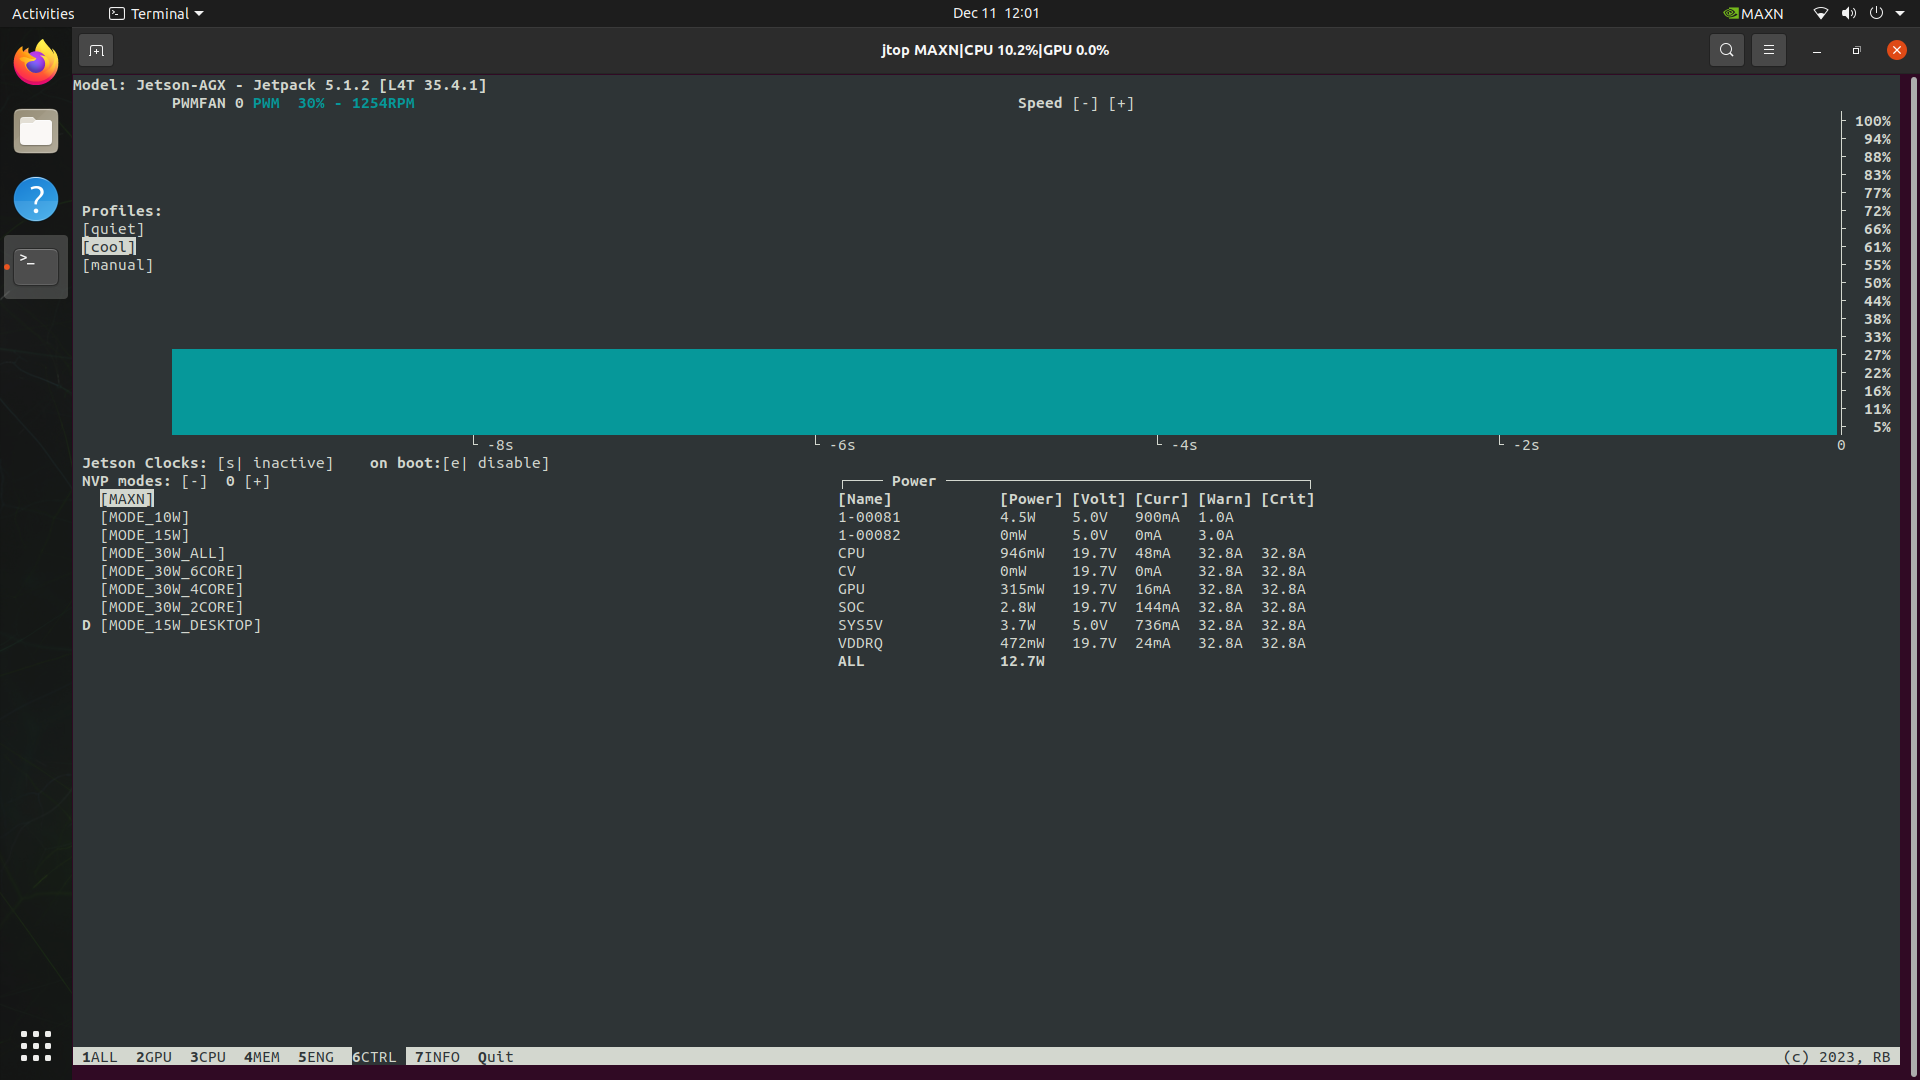 Activities Terminal Dec 11 12:01 MAXN
jtop MAXN|CPU 10.2%|GPU 0.0%
Model: Jetson-AGX - Jetpack 5.1.2 [L4T 35.4.1]
PWMFAN 0 PWM 30% - 1254RPM Speed [-] [+]
100%
94%
88%
83%
77%
Profiles: 72%
[quiet] 66%
[cool] 61%
[manual] 55%
50%
44%
38%
33%
27%
22%
16%
11%
5%
-8s -6s -4s -2s 0
Jetson Clocks: [s| inactive] on boot:[e| disable]
NVP modes: [-] 0 [+] Power
[MAXN] [Name] [Power] [Volt] [Curr] [Warn] [Crit]
[MODE_10W] 1-00081 4.5W 5.0V 900mA 1.0A
[MODE_15W] 1-00082 0mW 5.0V 0mA 3.0A
[MODE_30W_ALL] CPU 946mW 19.7V 48mA 32.8A 32.8A
[MODE_30W_6CORE] CV 0mW 19.7V 0mA 32.8A 32.8A
[MODE_30W_4CORE] GPU 315mW 19.7V 16mA 32.8A 32.8A
[MODE_30W_2CORE] SOC 2.8W 19.7V 144mA 32.8A 32.8A
D [MODE_15W_DESKTOP] SYS5V 3.7W 5.0V 736mA 32.8A 32.8A
VDDRQ 472mW 19.7V 24mA 32.8A 32.8A
ALL 12.7W
1ALL 2GPU 3CPU 4MEM 5ENG 6CTRL 7INFO Quit (c) 2023, RB